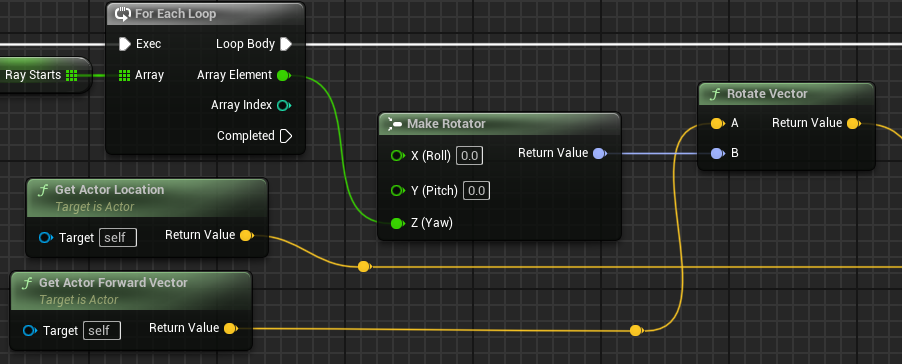 For Each Loop
Exec Loop Body
Ray Starts Array Array Element
Array Index
Completed
Make Rotator
X (Roll) 0.0 Return Value
Y (Pitch) 0.0
Z (Yaw)
Rotate Vector
A Return Value
B
Get Actor Location
Target is Actor
Target self Return Value
Get Actor Forward Vector
Target is Actor
Target self Return Value